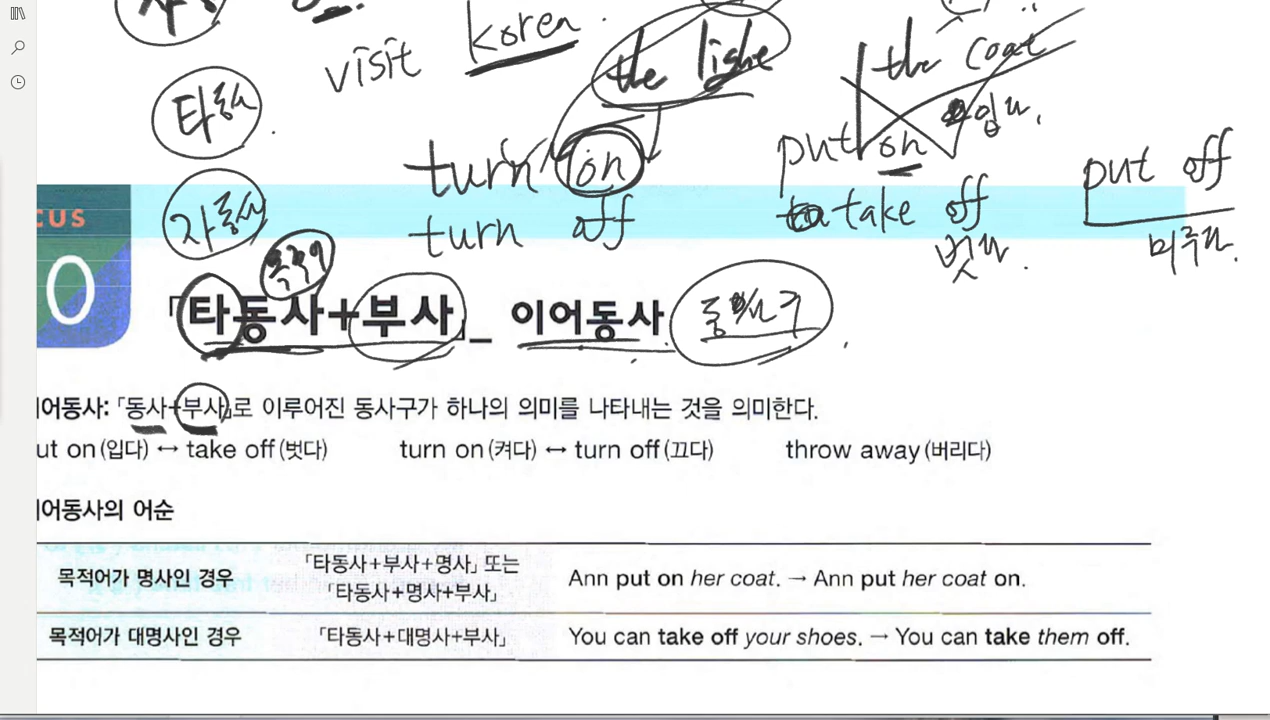 visit korea.
the light
the coat
타동사.
입다.
turn on
put on
put off
자동사
turn off
take off
벗다.
미루다.
CUS
목적어
0
「타동사+부사」_ 이어동사 동사구.
이어동사: 「동사+부사」로 이루어진 동사구가 하나의 의미를 나타내는 것을 의미한다.
ut on(입다) ↔ take off(벗다) turn on(켜다) ↔ turn off(끄다) throw away(버리다)
이어동사의 어순
목적어가 명사인 경우 「타동사+부사+명사」 또는 「타동사+명사+부사」 Ann put on her coat. → Ann put her coat on.
목적어가 대명사인 경우 「타동사+대명사+부사」 You can take off your shoes. → You can take them off.